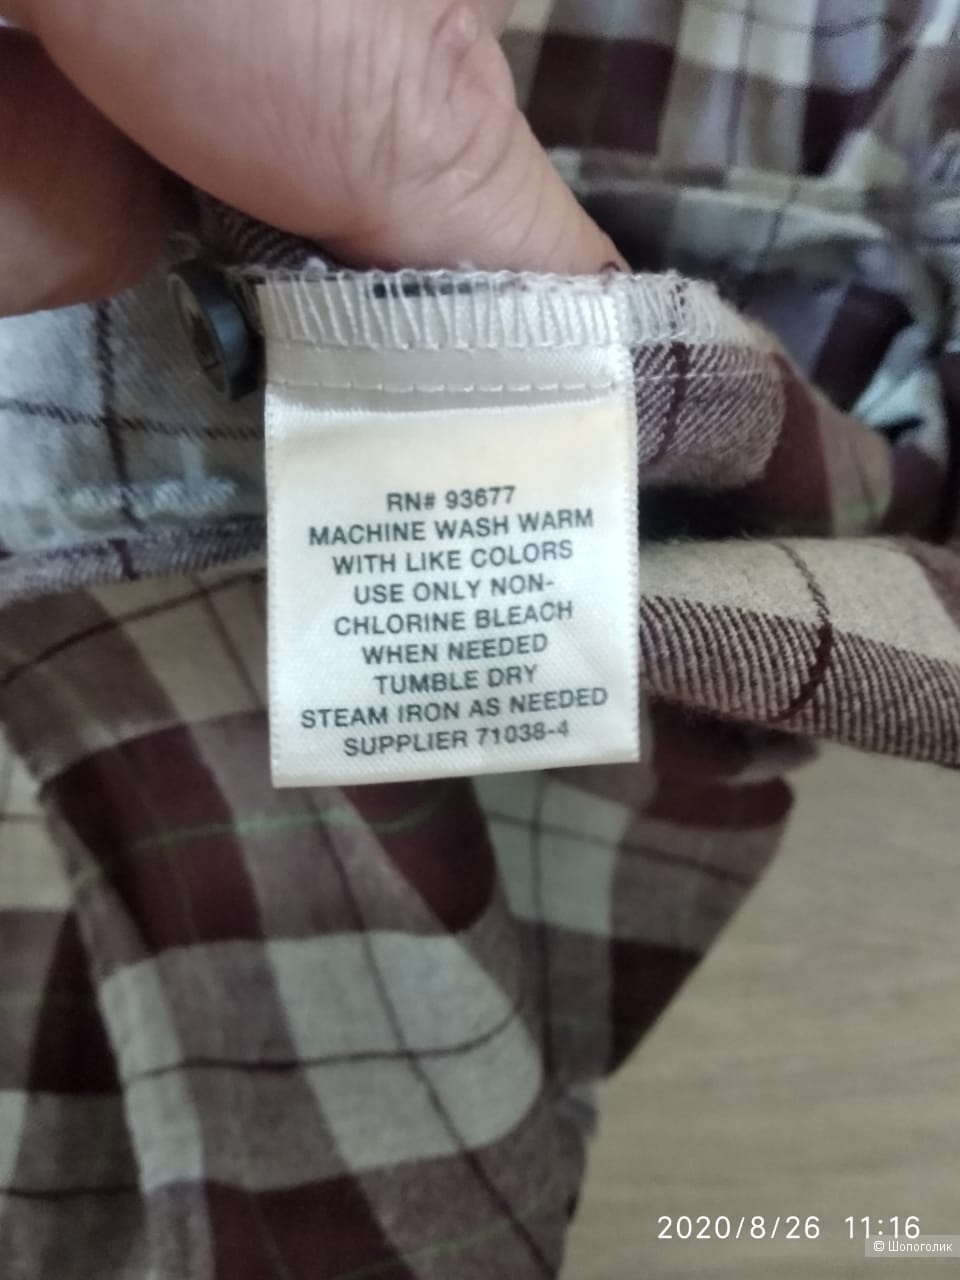 RN# 93677
MACHINE WASH WARM
WITH LIKE COLORS
USE ONLY NON-
CHLORINE BLEACH
WHEN NEEDED
TUMBLE DRY
STEAM IRON AS NEEDED
SUPPLIER 71038-4
2020/8/26 11:16
© Шопоголик